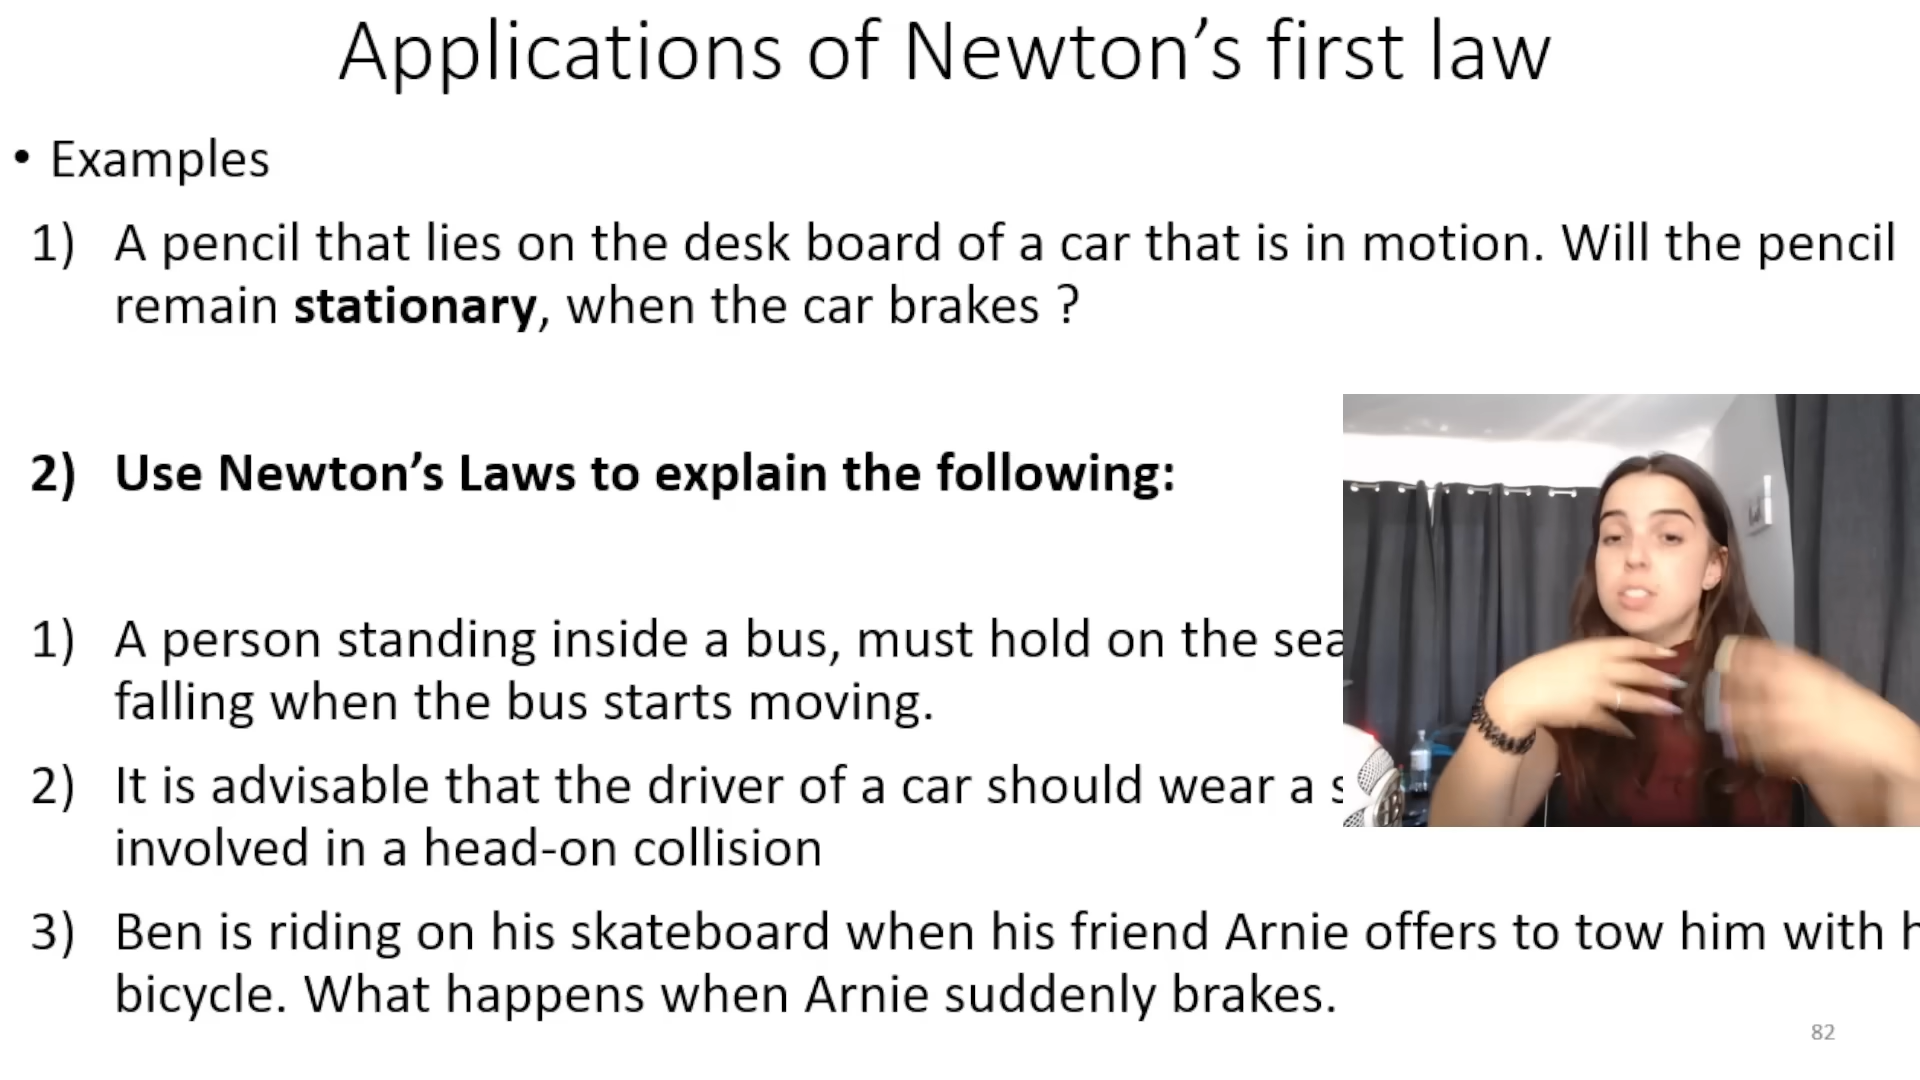 Applications of Newton’s first law
• Examples
1) A pencil that lies on the desk board of a car that is in motion. Will the pencil
remain stationary, when the car brakes ?
2) Use Newton’s Laws to explain the following:
1) A person standing inside a bus, must hold on the
falling when the bus starts moving.
2) It is advisable that the driver of a car should wear a
involved in a head-on collision
3) Ben is riding on his skateboard when his friend Arnie offers to tow him with
bicycle. What happens when Arnie suddenly brakes.
82